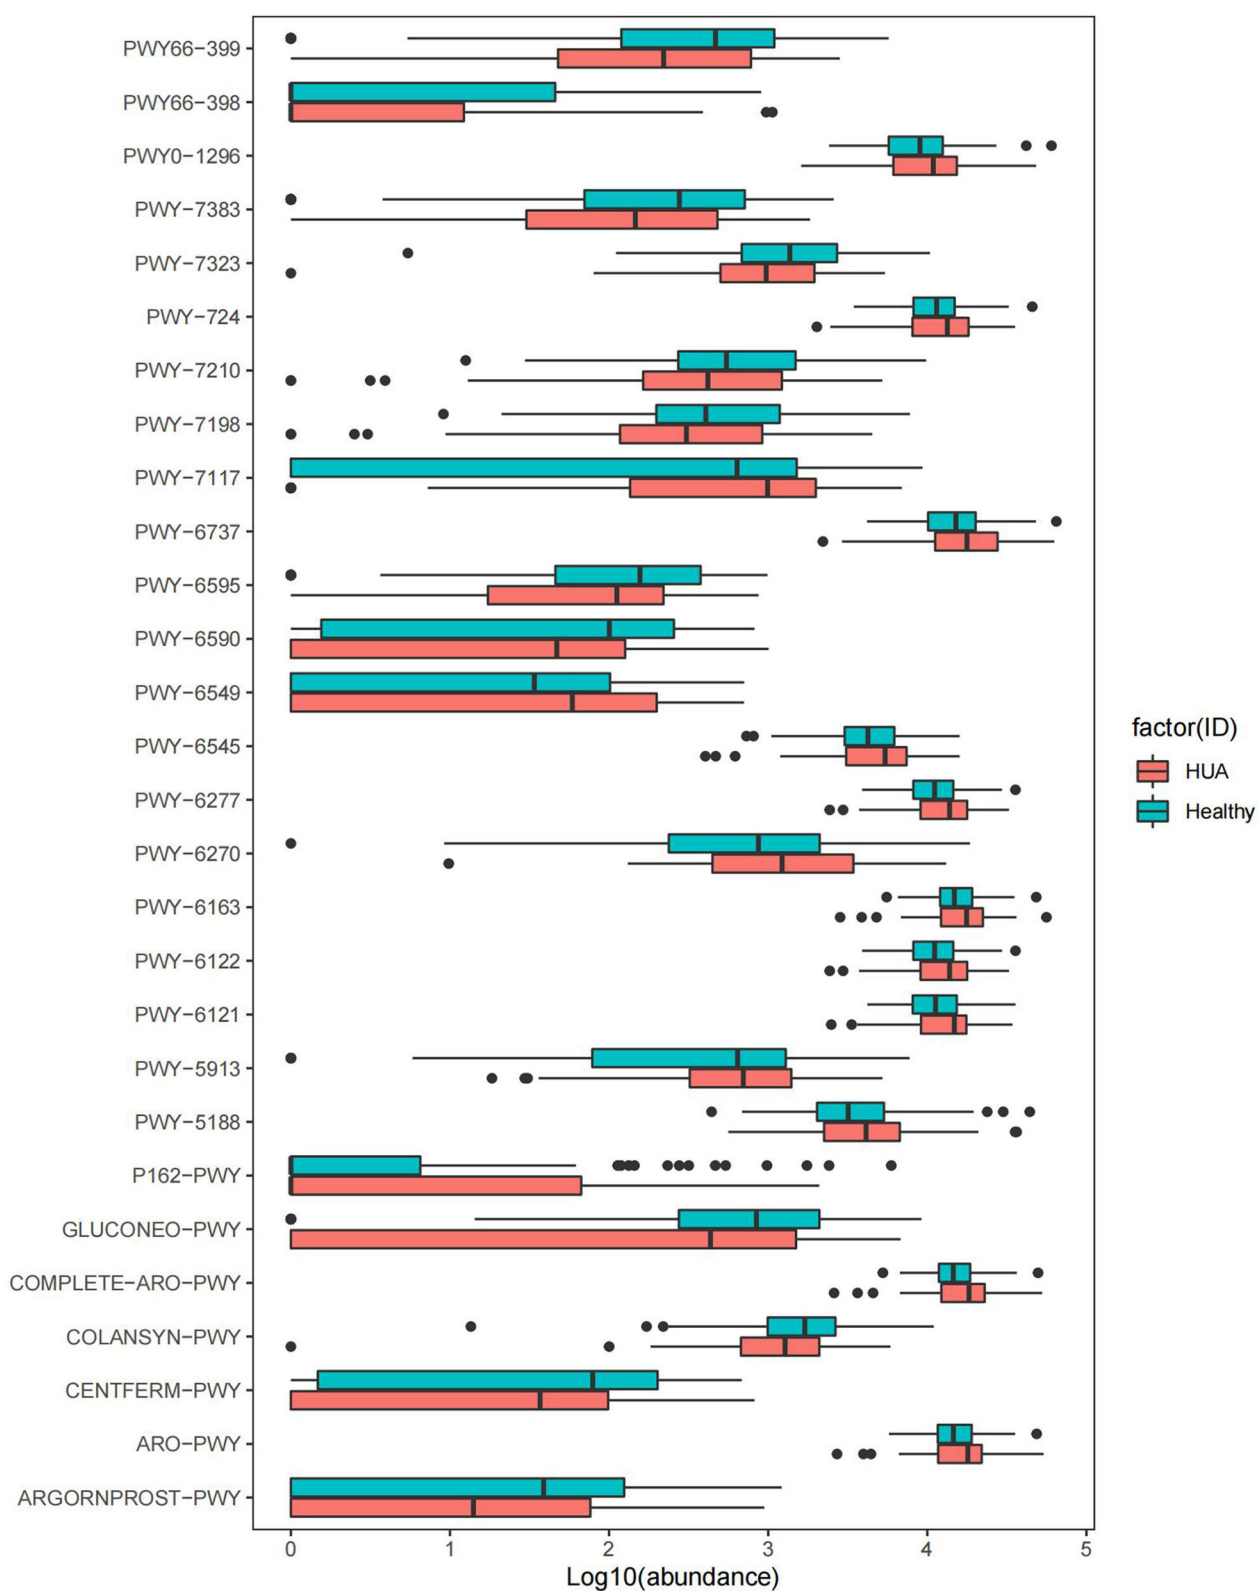 PWY66−399
PWY66−398
PWY0−1296
PWY−7383
PWY−7323
PWY−724
PWY−7210
PWY−7198
PWY−7117
PWY−6737
PWY−6595
PWY−6590
PWY−6549
PWY−6545
PWY−6277
PWY−6270
PWY−6163
PWY−6122
PWY−6121
PWY−5913
PWY−5188
P162−PWY
GLUCONEO−PWY
COMPLETE−ARO−PWY
COLANSYN−PWY
CENTFERM−PWY
ARO−PWY
ARGORNPROST−PWY
0 1 2 3 4 5
Log10(abundance)
factor(ID)
HUA
Healthy